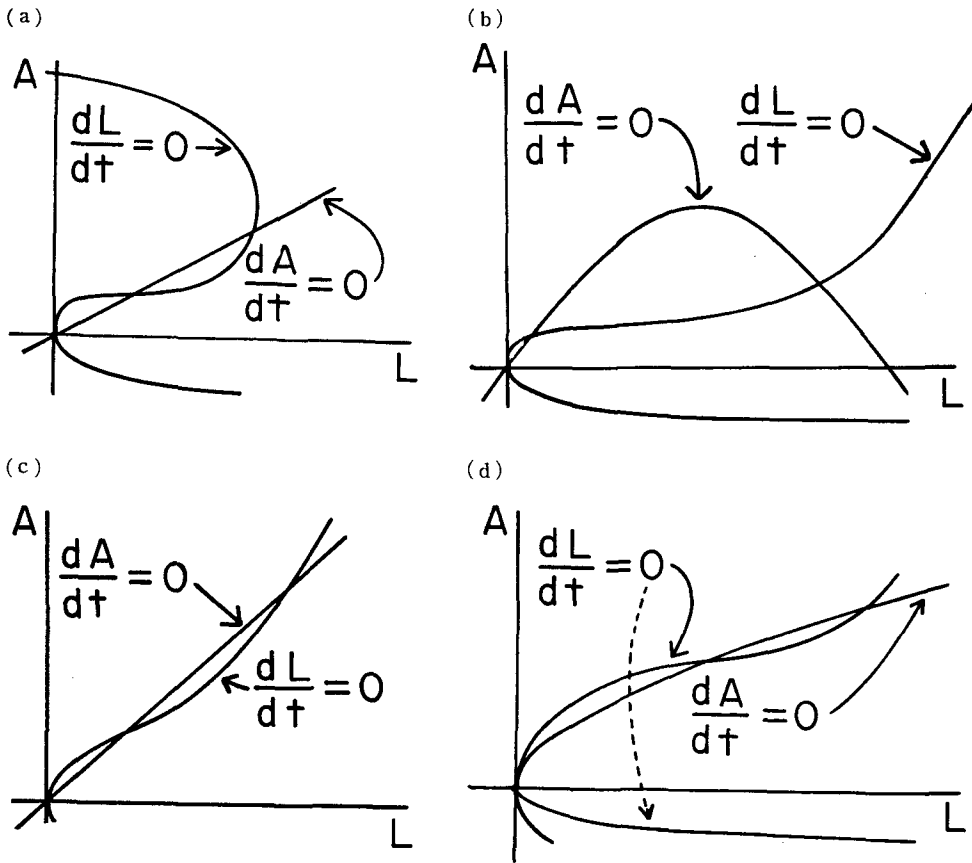 (a)
A
dL/dt = 0
dA/dt = 0
L
(b)
A
dA/dt = 0
dL/dt = 0
L
(c)
A
dA/dt = 0
dL/dt = 0
L
(d)
A
dL/dt = 0
dA/dt = 0
L